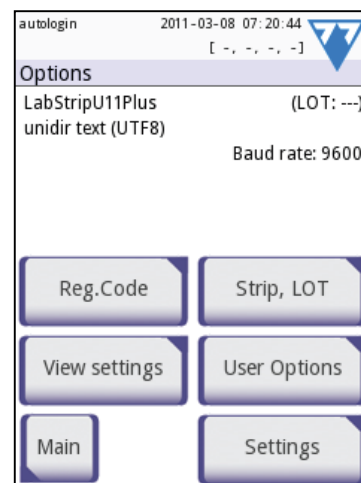 autologin 2011-03-08 07:20:44
[ -, -, -, -]
Options
LabStripU11Plus (LOT: ---)
unidir text (UTF8)
Baud rate: 9600
Reg.Code Strip, LOT
View settings User Options
Main Settings